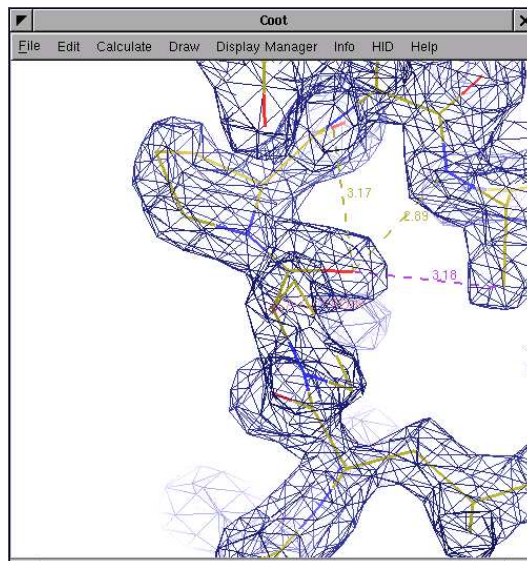 Coot
File Edit Calculate Draw Display Manager Info HID Help
3.17
2.89
3.18